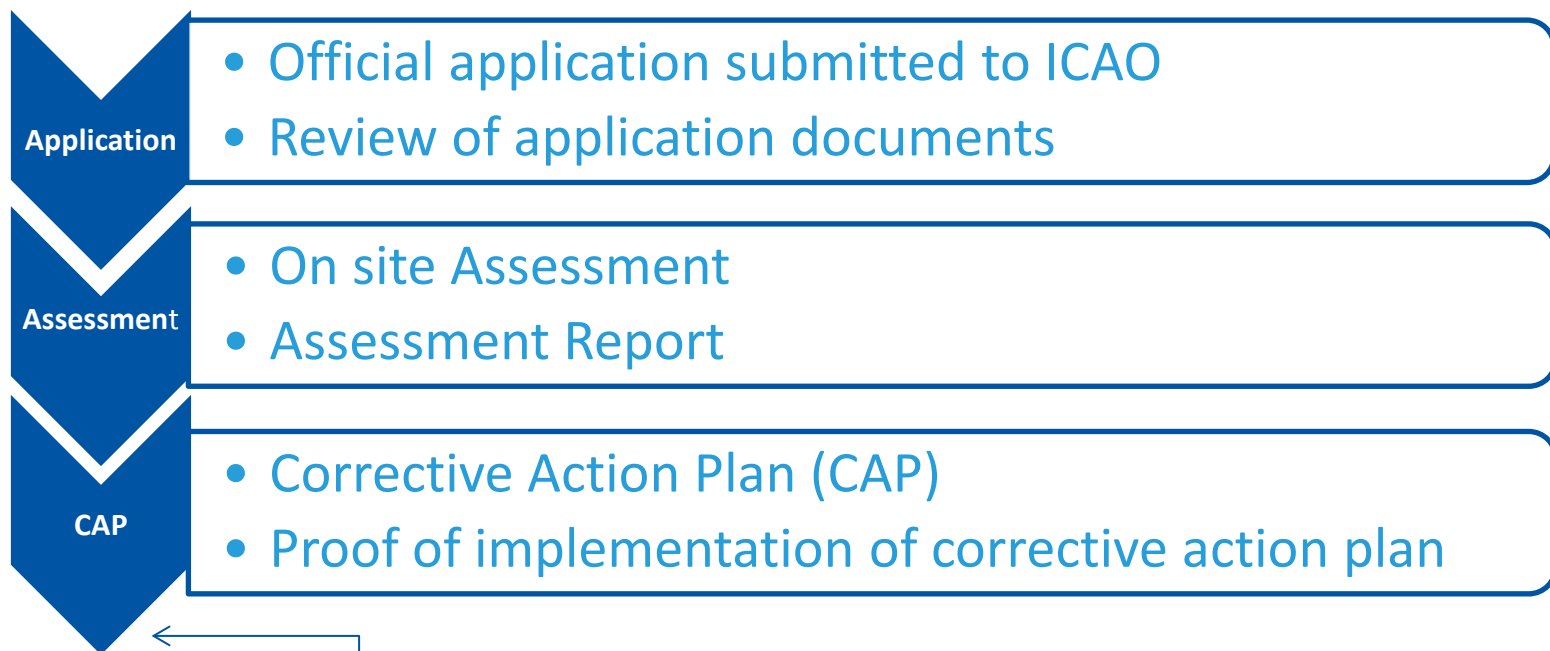 Application
• Official application submitted to ICAO
• Review of application documents
Assessment
• On site Assessment
• Assessment Report
CAP
• Corrective Action Plan (CAP)
• Proof of implementation of corrective action plan